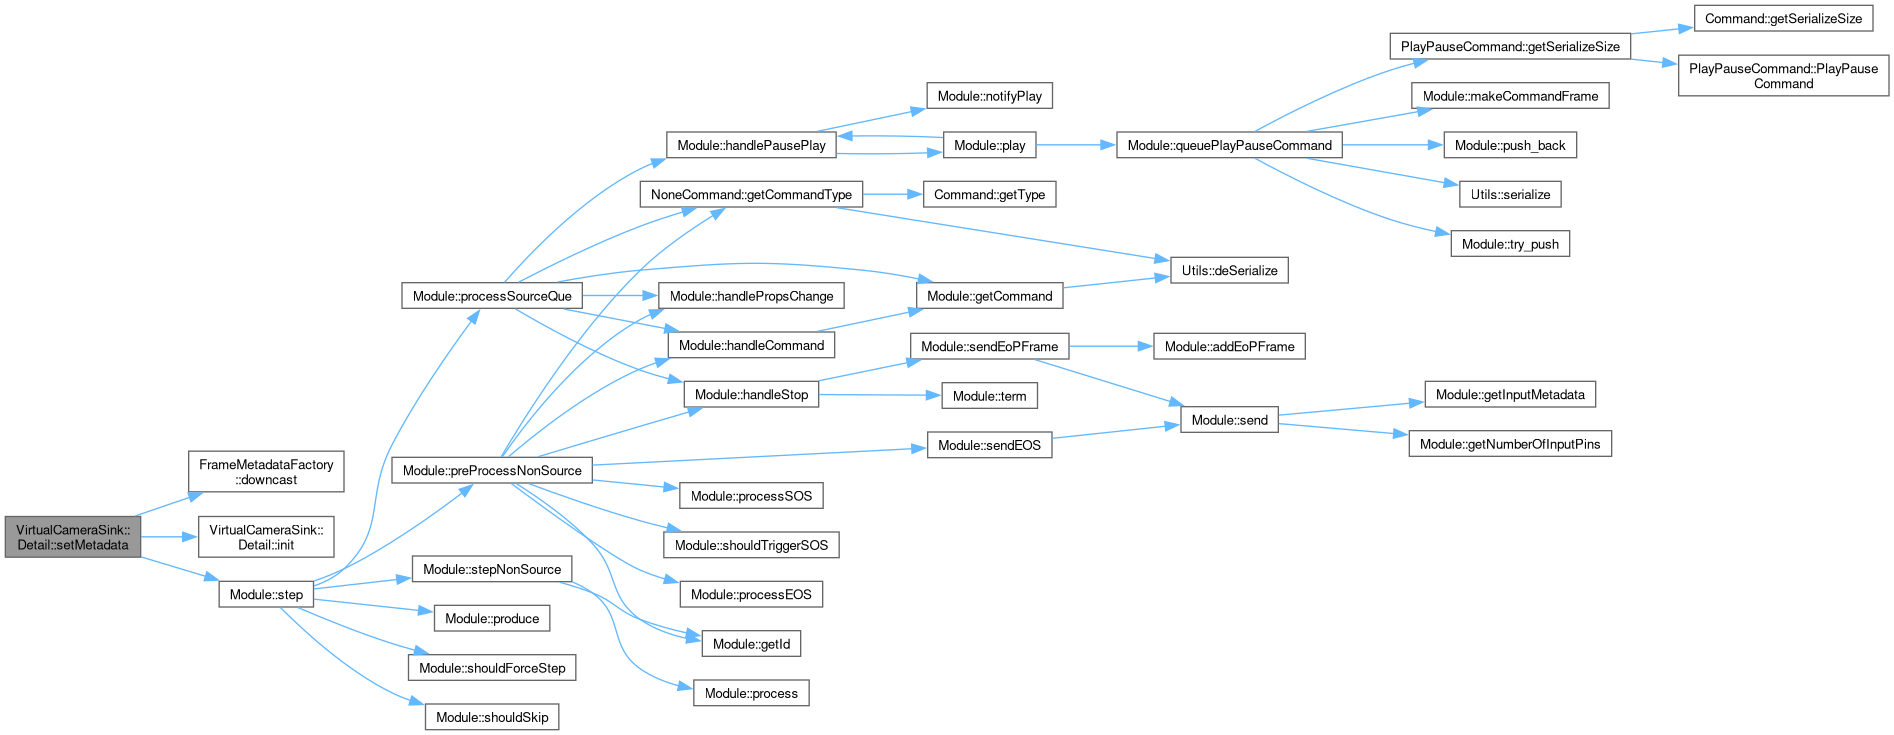 VirtualCameraSink::
Detail::setMetadata
FrameMetadataFactory
::downcast
VirtualCameraSink::
Detail::init
Module::step
Module::processSourceQue
Module::preProcessNonSource
Module::stepNonSource
Module::produce
Module::shouldForceStep
Module::shouldSkip
Module::handlePausePlay
NoneCommand::getCommandType
Module::handlePropsChange
Module::handleCommand
Module::handleStop
Module::processSOS
Module::shouldTriggerSOS
Module::processEOS
Module::getId
Module::process
Module::notifyPlay
Module::play
Command::getType
Module::getCommand
Module::sendEoPFrame
Module::term
Module::sendEOS
Module::queuePlayPauseCommand
Utils::deSerialize
Module::addEoPFrame
Module::send
PlayPauseCommand::getSerializeSize
Module::makeCommandFrame
Module::push_back
Utils::serialize
Module::try_push
Module::getInputMetadata
Module::getNumberOfInputPins
Command::getSerializeSize
PlayPauseCommand::PlayPause
Command